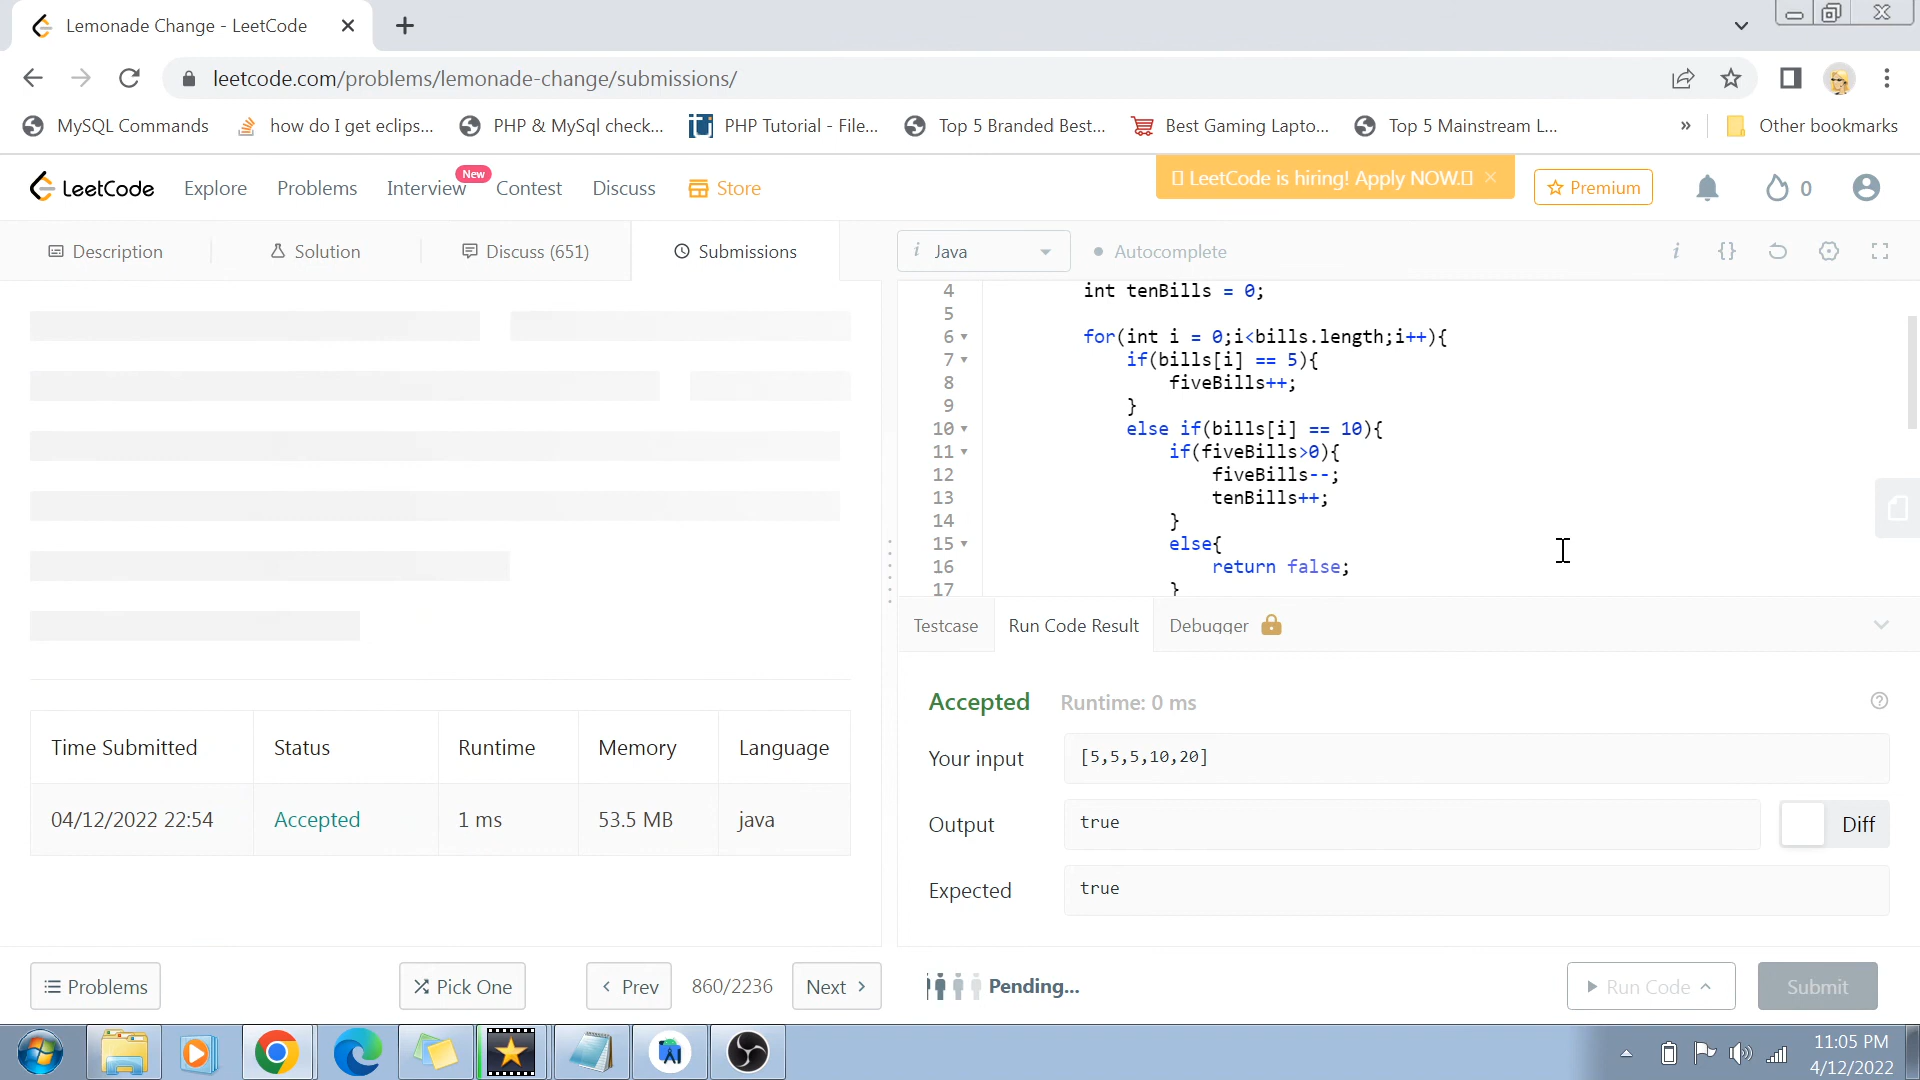 Lemonade Change - LeetCode
leetcode.com/problems/lemonade-change/submissions/
MySQL Commands
how do I get eclips...
PHP & MySql check...
PHP Tutorial - File...
Top 5 Branded Best...
Best Gaming Lapto...
Top 5 Mainstream L...
»
Other bookmarks
LeetCode
Explore
Problems
Interview
New
Contest
Discuss
Store
LeetCode is hiring! Apply NOW.
Premium
0
Description
Solution
Discuss (651)
Submissions
i Java
Autocomplete
i {}
4 int tenBills = 0;
5
6 for(int i = 0;i<bills.length;i++){
7 if(bills[i] == 5){
8 fiveBills++;
9 }
10 else if(bills[i] == 10){
11 if(fiveBills>0){
12 fiveBills--;
13 tenBills++;
14 }
15 else{
16 return false;
17 }
Testcase
Run Code Result
Debugger
Accepted
Runtime: 0 ms
Your input
[5,5,5,10,20]
Output
true
Diff
Expected
true
Time Submitted Status Runtime Memory Language
04/12/2022 22:54 Accepted 1 ms 53.5 MB java
Problems
Pick One
Prev
860/2236
Next
Pending...
Run Code
Submit
11:05 PM
4/12/2022